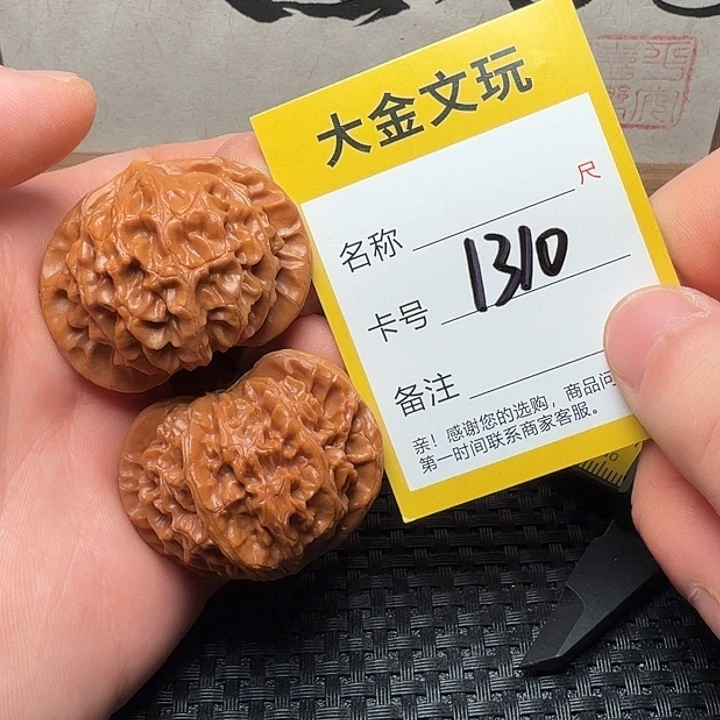 大金文玩
尺
名称
卡号 1310
备注
亲！感谢您的选购，商品问
第一时间联系商家客服。